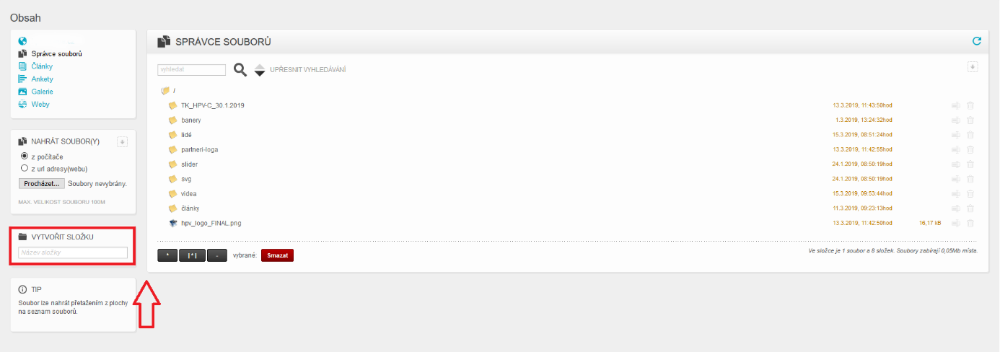 Obsah
Správce souborů
Články
Ankety
Galerie
Weby
NAHRÁT SOUBOR(Y)
z počítače
z url adresy(webu)
Procházet... Soubory nevybrány.
MAX. VELIKOST SOUBORU 100M
VYTVOŘIT SLOŽKU
Název složky
TIP
Soubor lze nahrát přetažením z plochy
na seznam souborů.
SPRÁVCE SOUBORŮ
vyhledat UPŘESNIT VYHLEDÁVÁNÍ
/
TK_HPV-C_30.1.2019 13.3.2019, 11:43:50hod
banery 1.3.2019, 13:24:32hod
lidé 15.3.2019, 08:51:24hod
partneri-loga 13.3.2019, 11:42:55hod
slider 24.1.2019, 08:50:19hod
svg 24.1.2019, 08:50:19hod
videa 15.3.2019, 09:53:44hod
články 11.3.2019, 09:23:13hod
hpv_logo_FINAL.png 13.3.2019, 11:42:50hod 16,17 kB
* |*| - vybrané: Smazat
Ve složce je 1 soubor a 8 složek. Soubory zabírají 0,05Mb místa.